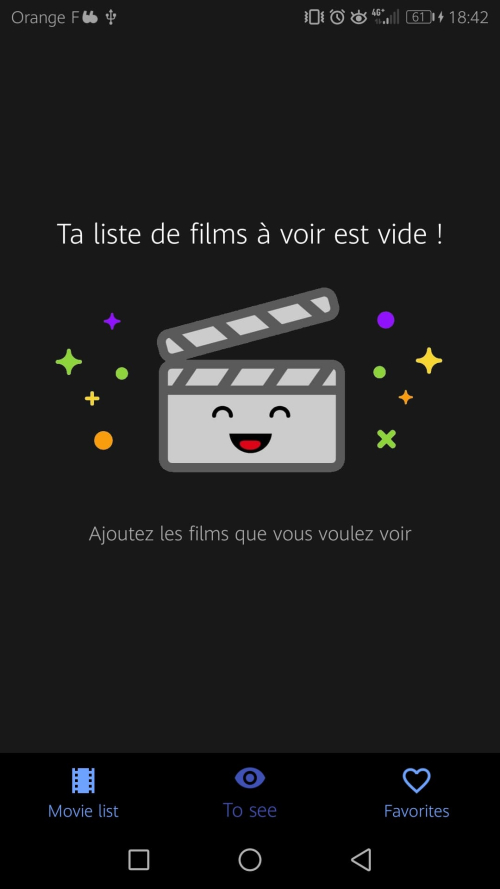 Orange F
61
18:42
4G+
Ta liste de films à voir est vide !
Ajoutez les films que vous voulez voir
Movie list
To see
Favorites